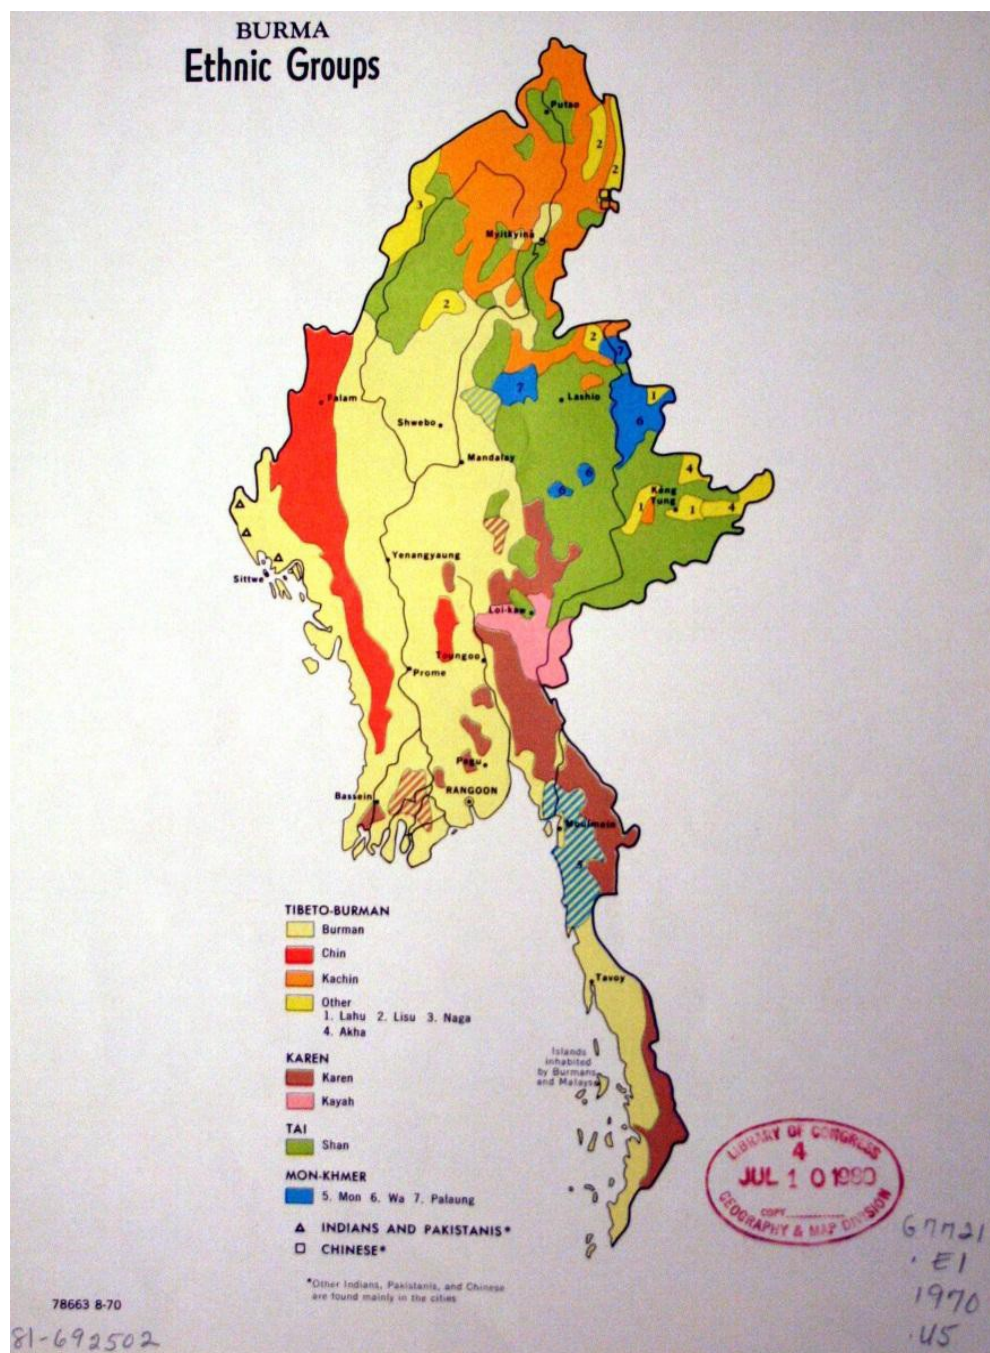 BURMA
Ethnic Groups
Putao
2
2
3
Myitkyina
2
2
7
7
1
Falam
Lashio
Shwebo
6
Mandalay
4
6
6
Keng
Tung
1
1
4
Yenangyaung
Sittwe
Loi-kaw
Toungoo
Prome
Pegu
Bassein
RANGOON
Moulmein
5
Tavoy
Islands
inhabited
by Burmans
and Malays
TIBETO-BURMAN
Burman
Chin
Kachin
Other
1. Lahu 2. Lisu 3. Naga
4. Akha
KAREN
Karen
Kayah
TAI
Shan
MON-KHMER
5. Mon 6. Wa 7. Palaung
INDIANS AND PAKISTANIS*
CHINESE*
*Other Indians, Pakistanis, and Chinese
are found mainly in the cities
LIBRARY OF CONGRESS
4
JUL 10 1990
COPY
GEOGRAPHY & MAP DIVISION
78663 8-70
81-692502
G7721
.E1
1970
.U5